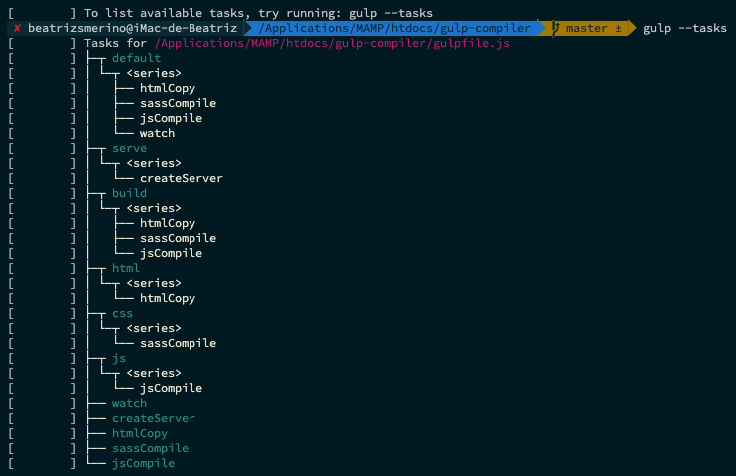 [        ] To list available tasks, try running: gulp --tasks
✘ beatrizsmerino@iMac-de-Beatriz /Applications/MAMP/htdocs/gulp-compiler master ± gulp --tasks
[        ] Tasks for /Applications/MAMP/htdocs/gulp-compiler/gulpfile.js
[        ] ├─┬ default
[        ] │ └─┬ <series>
[        ] │   ├── htmlCopy
[        ] │   ├── sassCompile
[        ] │   ├── jsCompile
[        ] │   └── watch
[        ] ├─┬ serve
[        ] │ └─┬ <series>
[        ] │   └── createServer
[        ] ├─┬ build
[        ] │ └─┬ <series>
[        ] │   ├── htmlCopy
[        ] │   ├── sassCompile
[        ] │   └── jsCompile
[        ] ├─┬ html
[        ] │ └─┬ <series>
[        ] │   └── htmlCopy
[        ] ├─┬ css
[        ] │ └─┬ <series>
[        ] │   └── sassCompile
[        ] ├─┬ js
[        ] │ └─┬ <series>
[        ] │   └── jsCompile
[        ] ├── watch
[        ] ├── createServer
[        ] ├── htmlCopy
[        ] ├── sassCompile
[        ] └── jsCompile